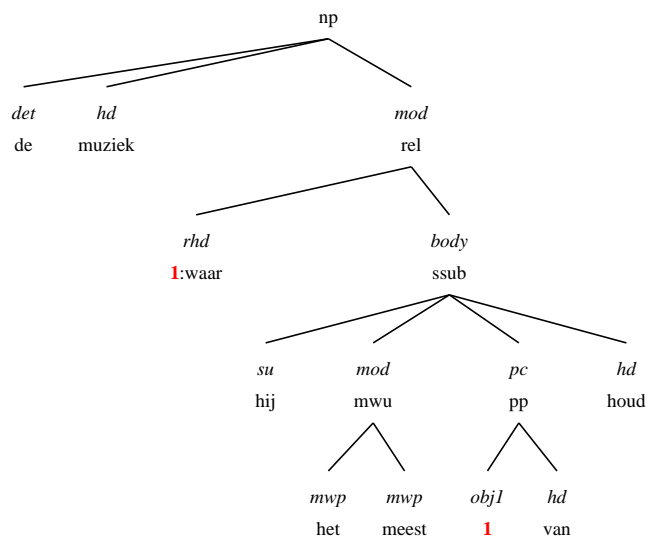 np
det hd mod
de muziek rel
rhd body
1:waar ssub
su mod pc hd
hij mwu pp houd
mwp mwp obj1 hd
het meest 1 van